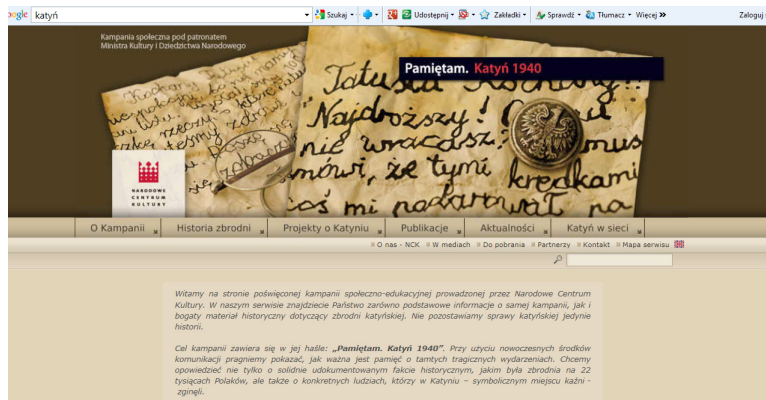 katyń
Szukaj
Udostępnij
Zakładki
Sprawdź
Tłumacz
Więcej
Zaloguj
Kampania społeczna pod patronatem
Ministra Kultury i Dziedzictwa Narodowego
Pamiętam. Katyń 1940
Tatusiu Kochany!!
"Najdroższy!
nie wracasz?
mówi, że tymi kredkami
coś mi podarował
NARODOWE
CENTRUM
KULTURY
O Kampanii
Historia zbrodni
Projekty o Katyniu
Publikacje
Aktualności
Katyń w sieci
O nas - NCK
W mediach
Do pobrania
Partnerzy
Kontakt
Mapa serwisu
Witamy na stronie poświęconej kampanii społeczno-edukacyjnej prowadzonej przez Narodowe Centrum
Kultury. W naszym serwisie znajdziecie Państwo zarówno podstawowe informacje o samej kampanii, jak i
bogaty materiał historyczny dotyczący zbrodni katyńskiej. Nie pozostawiamy sprawy katyńskiej jedynie
historii.
Cel kampanii zawiera się w jej haśle: „Pamiętam. Katyń 1940”. Przy użyciu nowoczesnych środków
komunikacji pragniemy pokazać, jak ważna jest pamięć o tamtych tragicznych wydarzeniach. Chcemy
opowiedzieć nie tylko o solidnie udokumentowanym fakcie historycznym, jakim była zbrodnia na 22
tysiącach Polaków, ale także o konkretnych ludziach, którzy w Katyniu – symbolicznym miejscu kaźni -
zginęli.